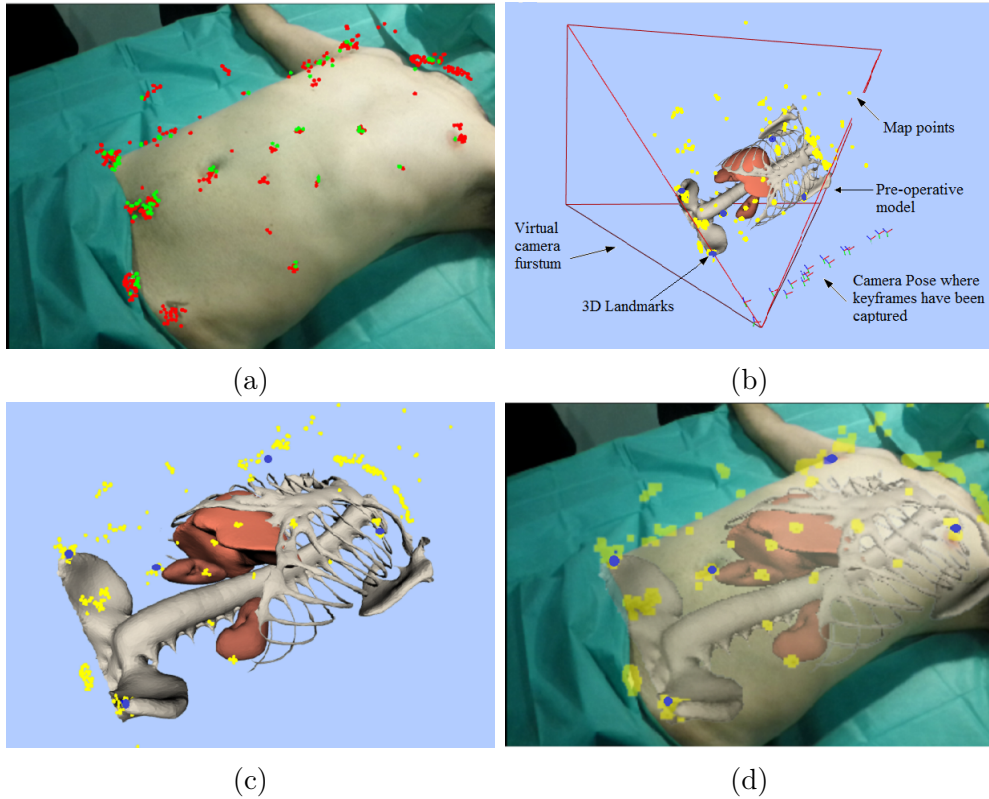 Map points
Pre-operative
model
Virtual
camera
furstum
3D Landmarks
Camera Pose where
keyframes have been
captured
(a)
(b)
(c)
(d)